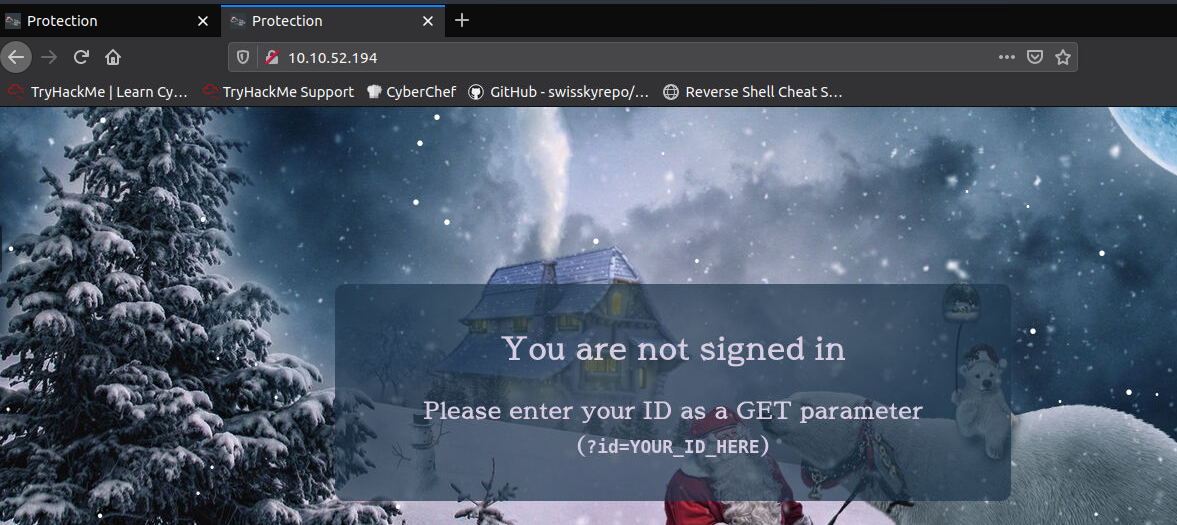 Protection
Protection
10.10.52.194
TryHackMe | Learn Cy…
TryHackMe Support
CyberChef
GitHub - swisskyrepo/…
Reverse Shell Cheat S…
You are not signed in
Please enter your ID as a GET parameter
(?id=YOUR_ID_HERE)